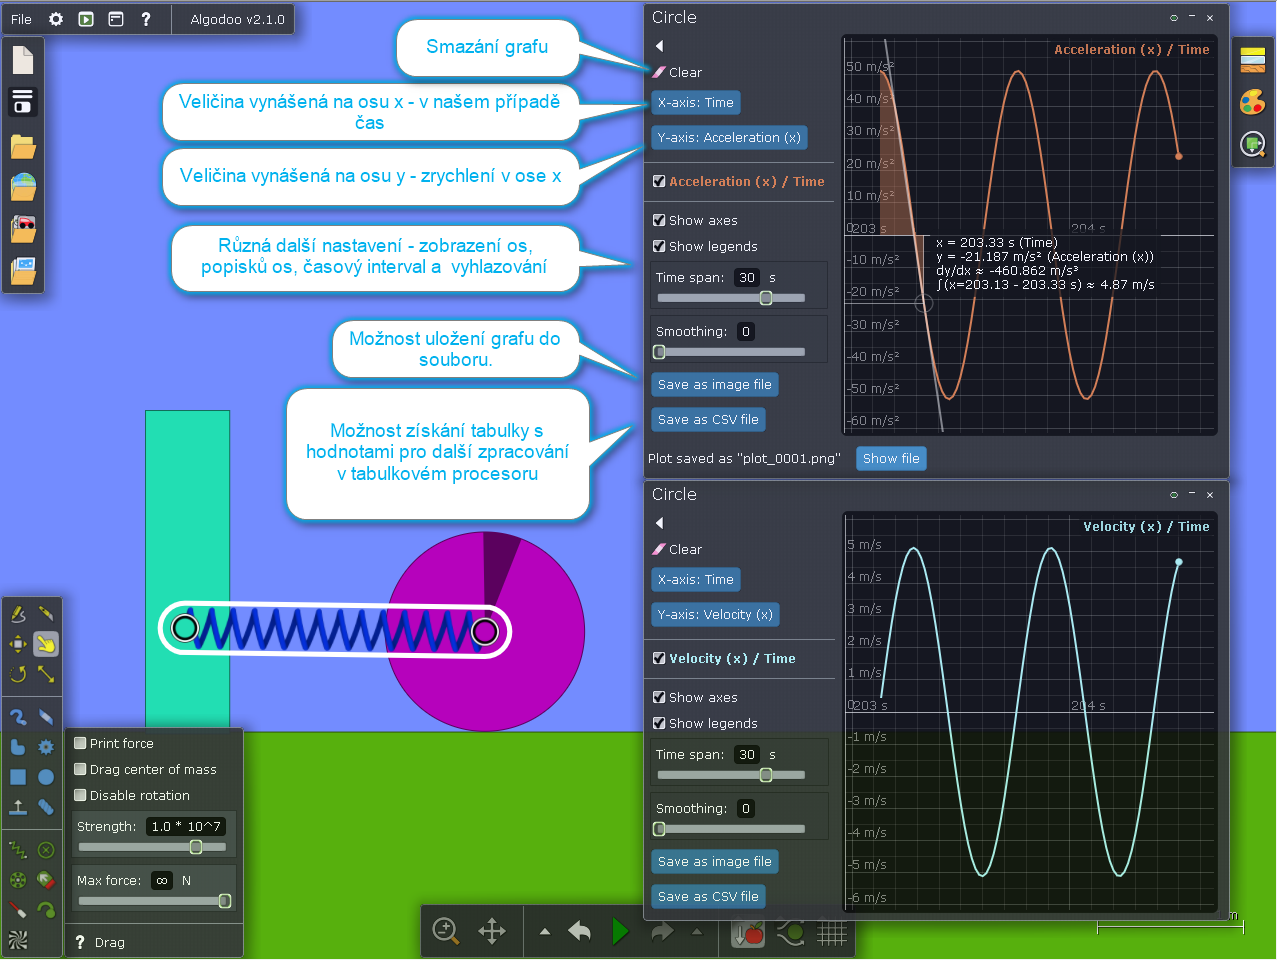 File
?
Algodoo v2.1.0
Smazání grafu
Veličina vynášená na osu x - v našem případě
čas
Veličina vynášená na osu y - zrychlení v ose x
Různá další nastavení - zobrazení os,
popisků os, časový interval a  vyhlazování
Možnost uložení grafu do
souboru.
Možnost získání tabulky s
hodnotami pro další zpracování
v tabulkovém procesoru
Circle
Clear
X-axis: Time
Y-axis: Acceleration (x)
Acceleration (x) / Time
Show axes
Show legends
Time span: 30 s
Smoothing: 0
Save as image file
Save as CSV file
Plot saved as "plot_0001.png"
Show file
Acceleration (x) / Time
50 m/s²
40 m/s²
30 m/s²
20 m/s²
10 m/s²
0
203 s
204 s
-10 m/s²
-20 m/s²
-30 m/s²
-40 m/s²
-50 m/s²
-60 m/s²
x = 203.33 s (Time)
y = -21.187 m/s² (Acceleration (x))
dy/dx ≈ -460.862 m/s³
∫(x=203.13 - 203.33 s) ≈ 4.87 m/s
Circle
Clear
X-axis: Time
Y-axis: Velocity (x)
Velocity (x) / Time
Show axes
Show legends
Time span: 30 s
Smoothing: 0
Save as image file
Save as CSV file
Velocity (x) / Time
5 m/s
4 m/s
3 m/s
2 m/s
1 m/s
0
203 s
204 s
-1 m/s
-2 m/s
-3 m/s
-4 m/s
-5 m/s
-6 m/s
Print force
Drag center of mass
Disable rotation
Strength: 1.0 * 10^7
Max force: ∞ N
? Drag
m